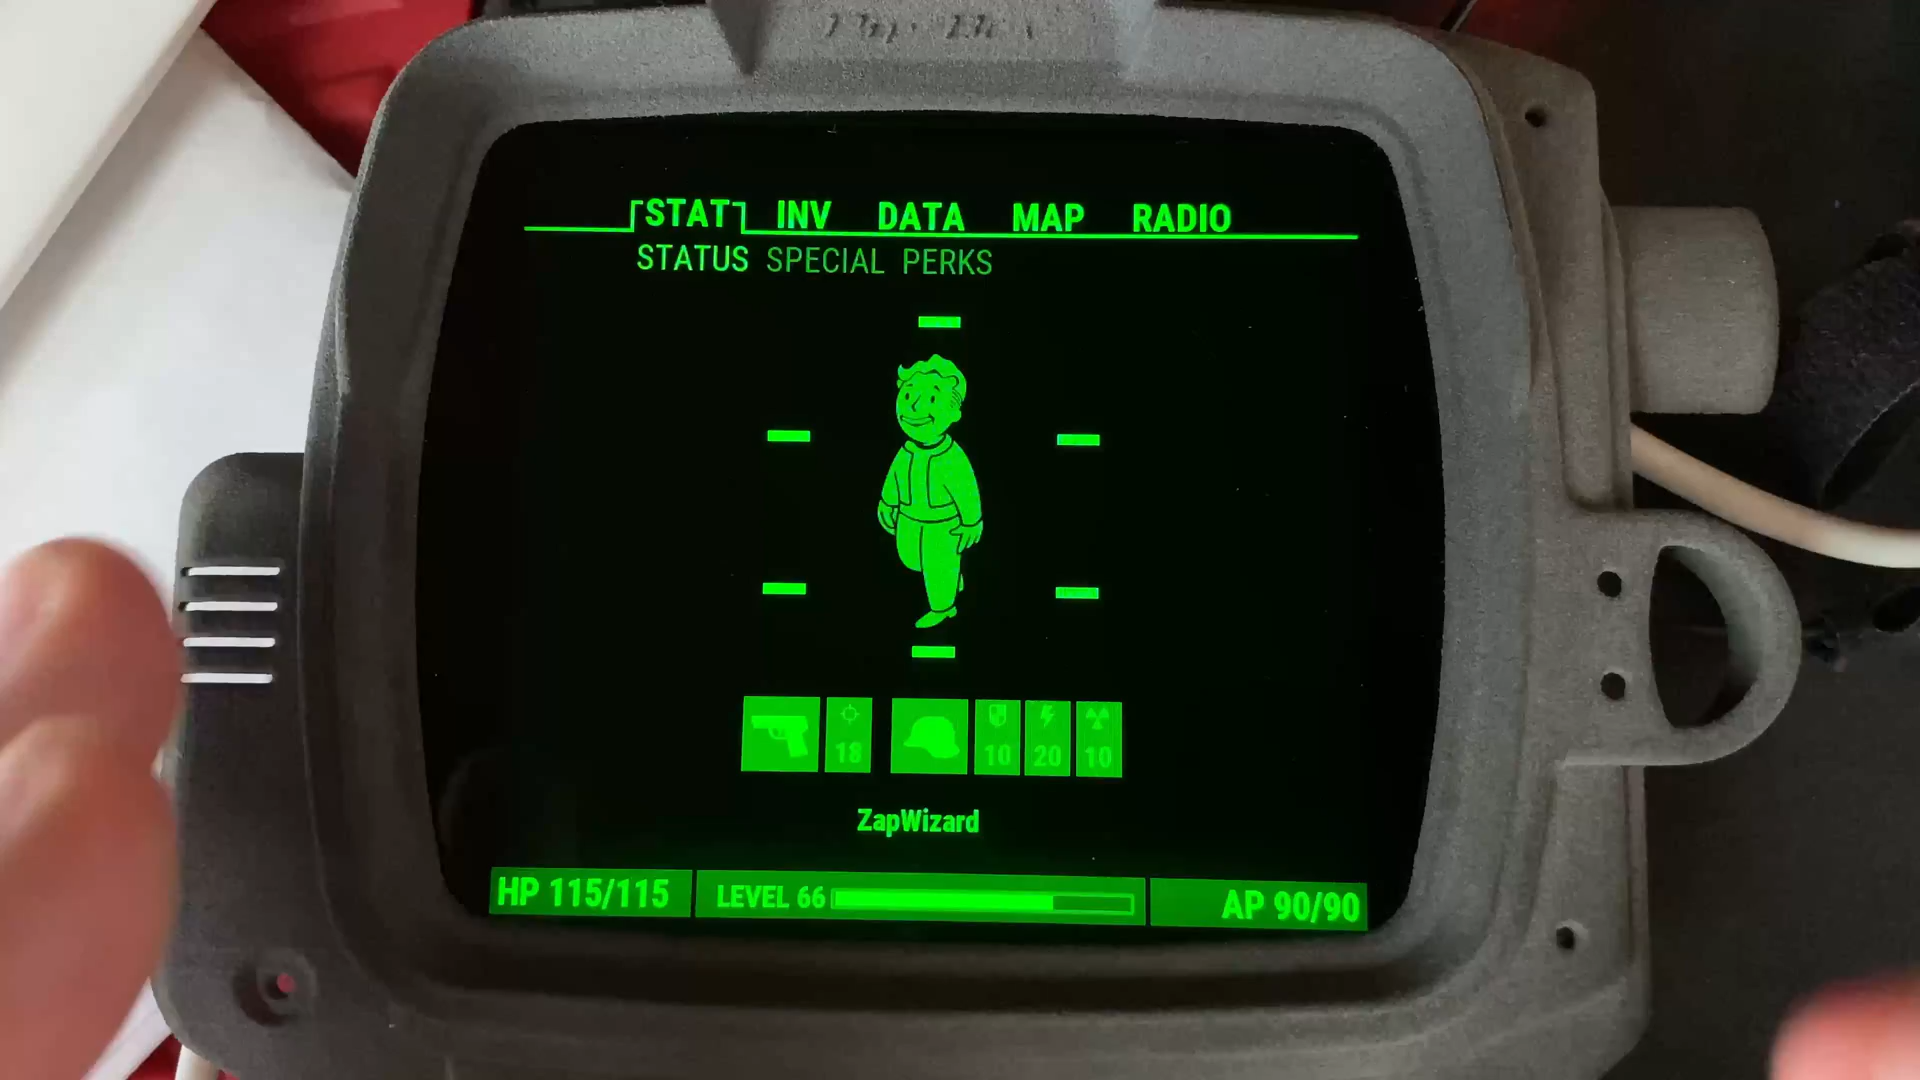 STAT INV DATA MAP RADIO
STATUS SPECIAL PERKS
18 10 20 10
ZapWizard
HP 115/115 LEVEL 66 AP 90/90